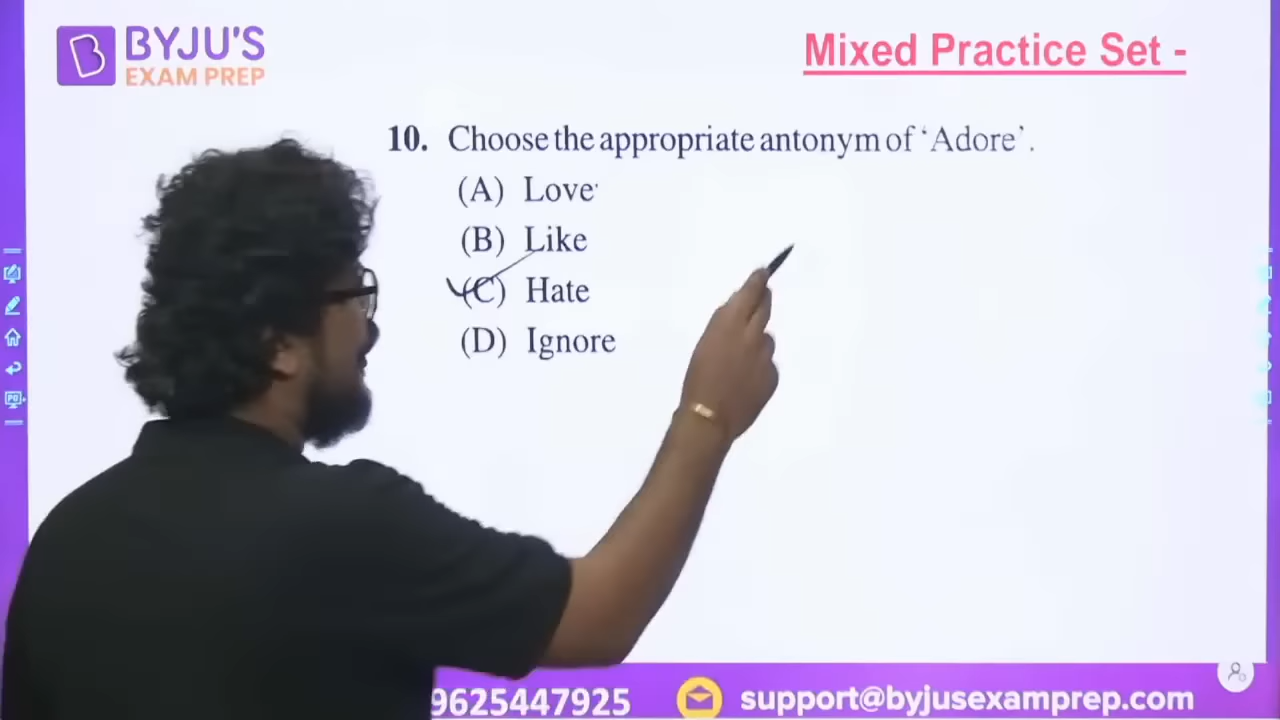 BYJU'S
EXAM PREP
Mixed Practice Set -
10. Choose the appropriate antonym of ‘Adore’.
(A) Love
(B) Like
(C) Hate
(D) Ignore
9625447925
support@byjusexamprep.com